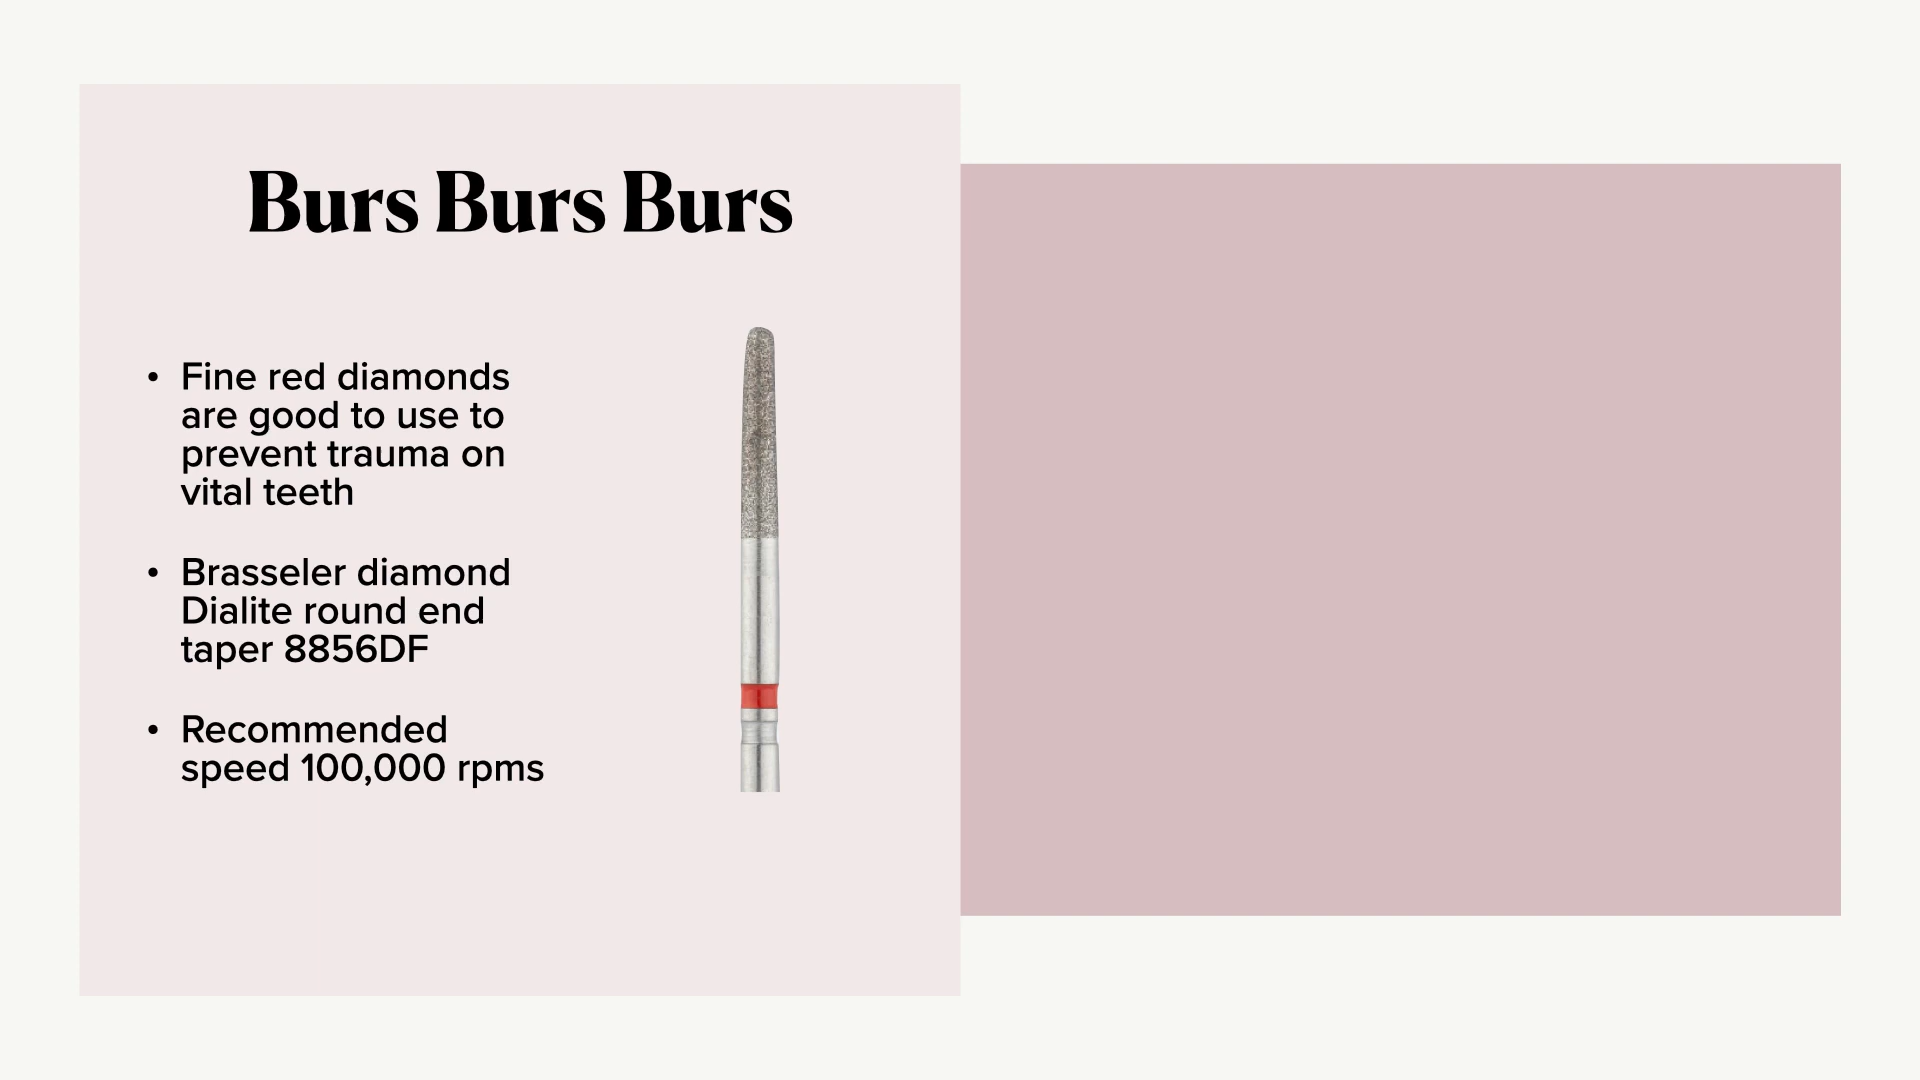 Burs Burs Burs
• Fine red diamonds
are good to use to
prevent trauma on
vital teeth
• Brasseler diamond
Dialite round end
taper 8856DF
• Recommended
speed 100,000 rpms